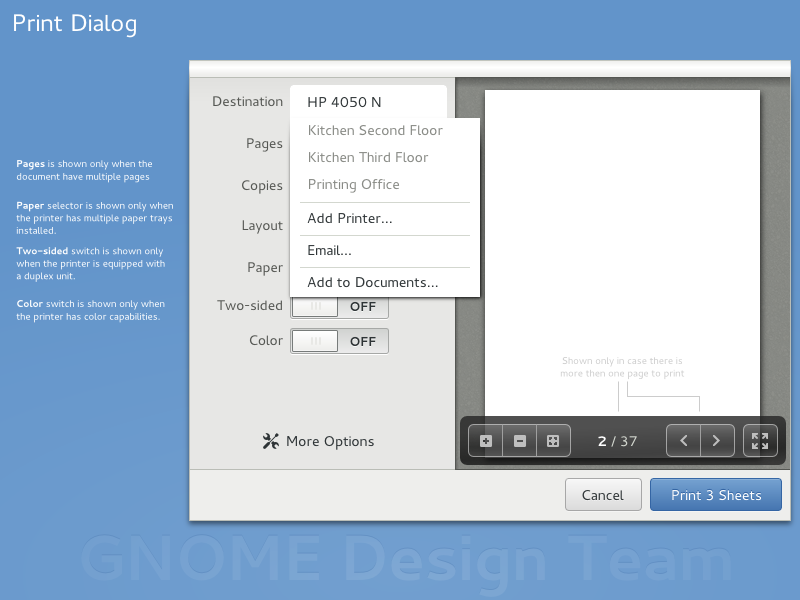 Print Dialog
Pages is shown only when the
document have multiple pages
Paper selector is shown only when
the printer has multiple paper trays
installed.
Two-sided switch is shown only
when the printer is equipped with
a duplex unit.
Color switch is shown only when
the printer has color capabilities.
Destination
HP 4050 N
Kitchen Second Floor
Kitchen Third Floor
Printing Office
Add Printer...
Email...
Add to Documents...
Pages
Copies
Layout
Paper
Two-sided
OFF
Color
OFF
More Options
Shown only in case there is
more then one page to print
2 / 37
Cancel
Print 3 Sheets
GNOME Design Team